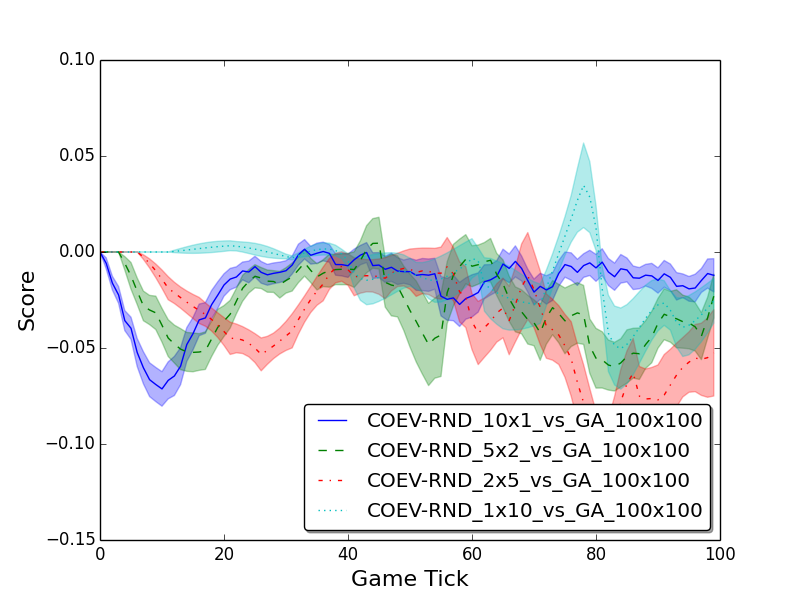 0.10
0.05
0.00
−0.05
−0.10
−0.15
Score
0 20 40 60 80 100
Game Tick
COEV-RND_10x1_vs_GA_100x100
COEV-RND_5x2_vs_GA_100x100
COEV-RND_2x5_vs_GA_100x100
COEV-RND_1x10_vs_GA_100x100